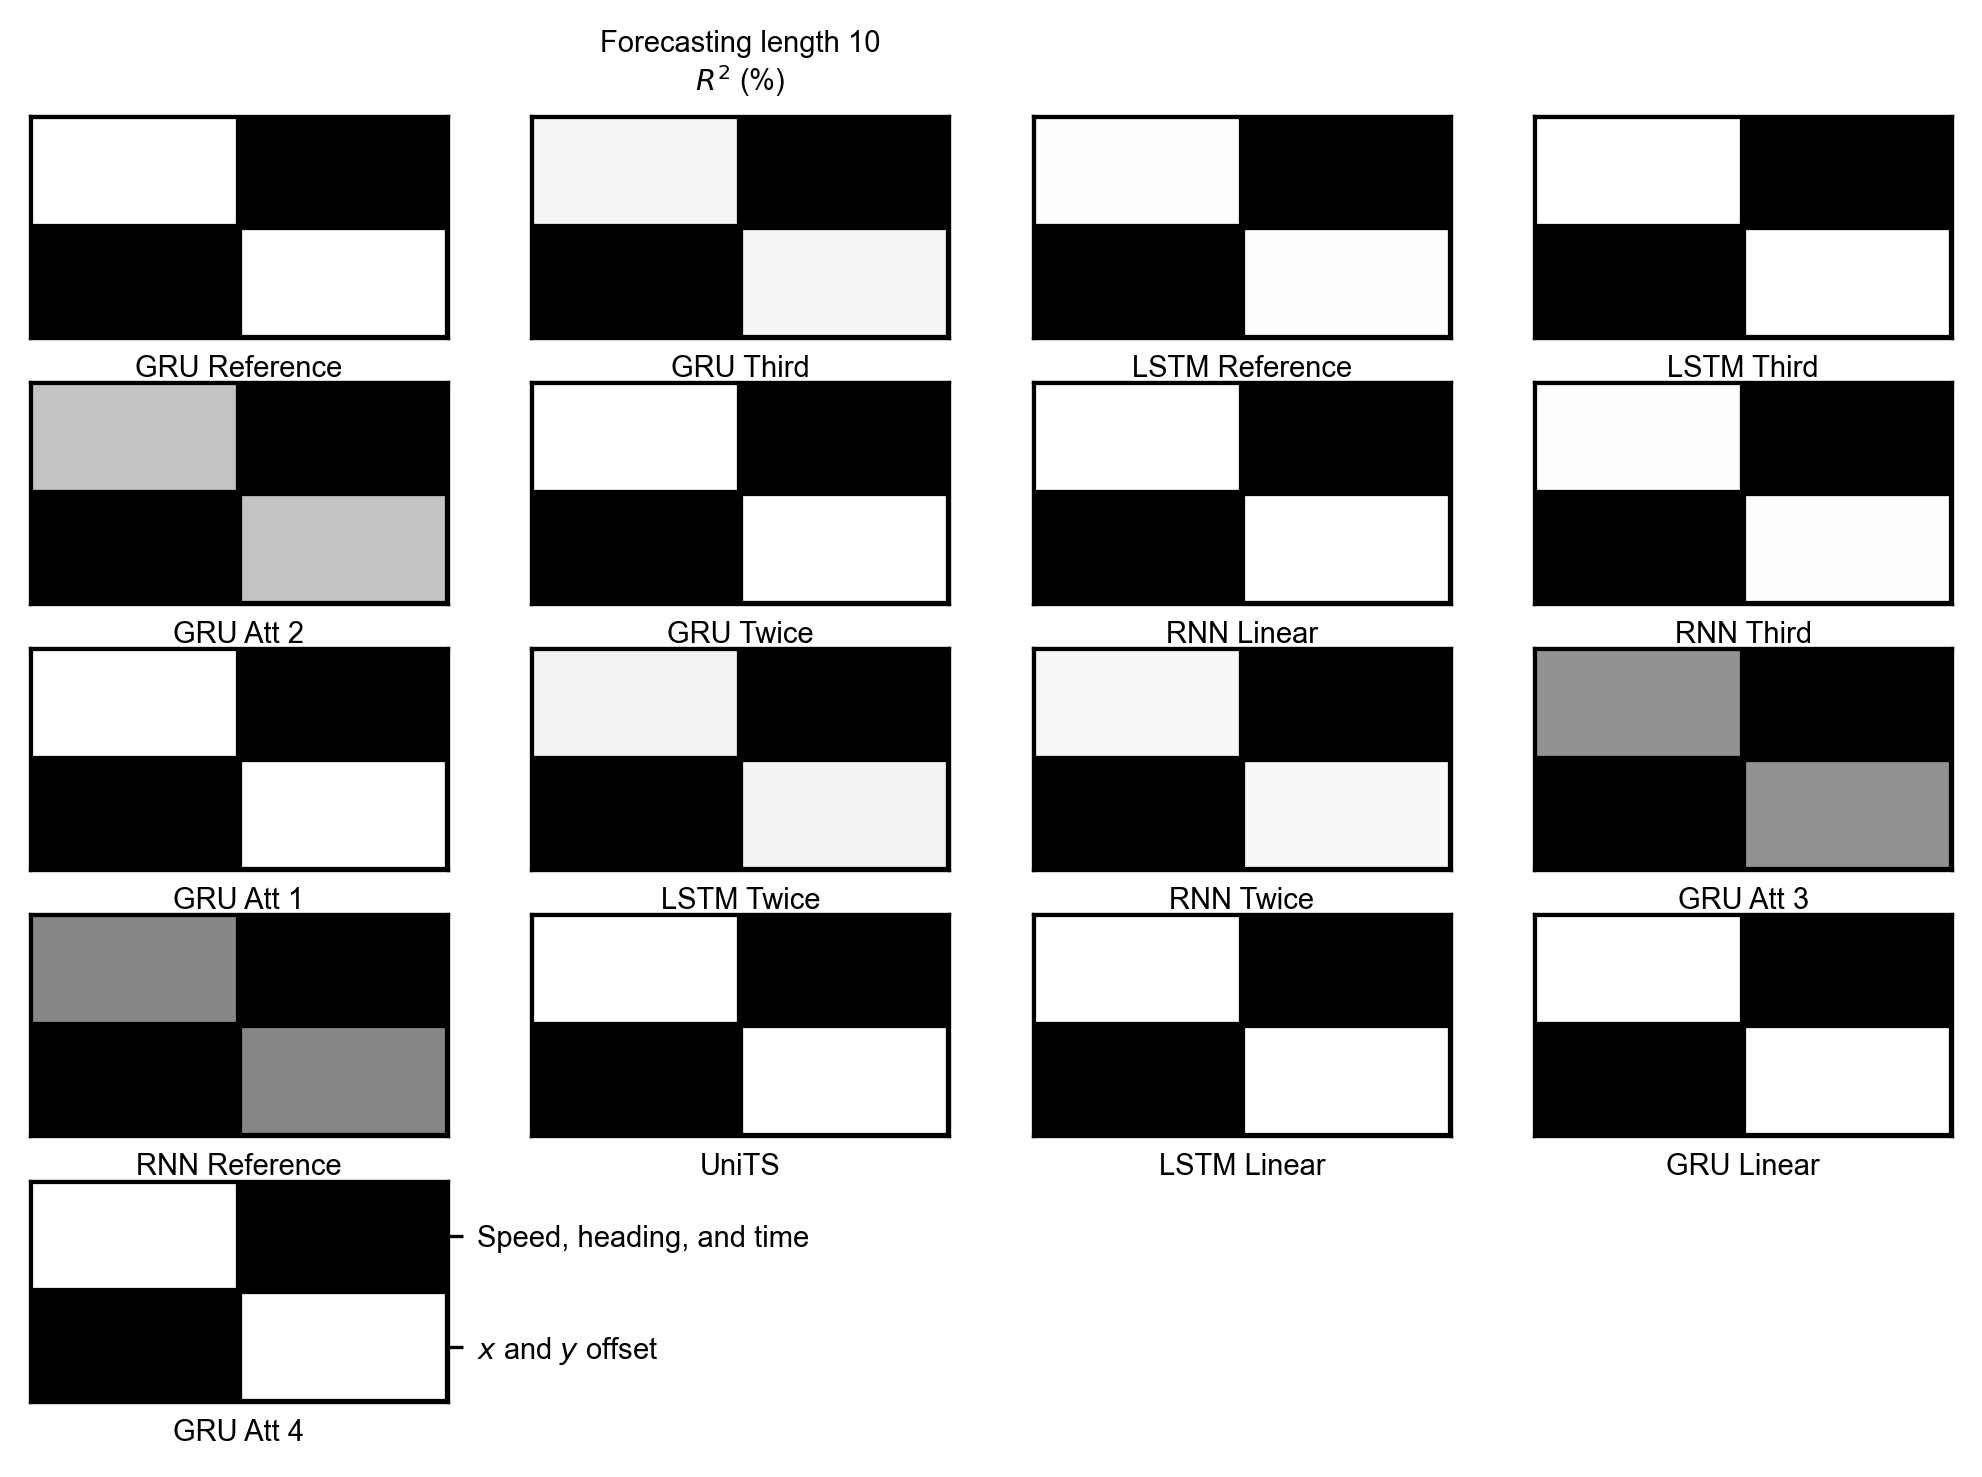 Forecasting length 10
R² (%)
GRU Reference
GRU Third
LSTM Reference
LSTM Third
GRU Att 2
GRU Twice
RNN Linear
RNN Third
GRU Att 1
LSTM Twice
RNN Twice
GRU Att 3
RNN Reference
UniTS
LSTM Linear
GRU Linear
Speed, heading, and time
x and y offset
GRU Att 4